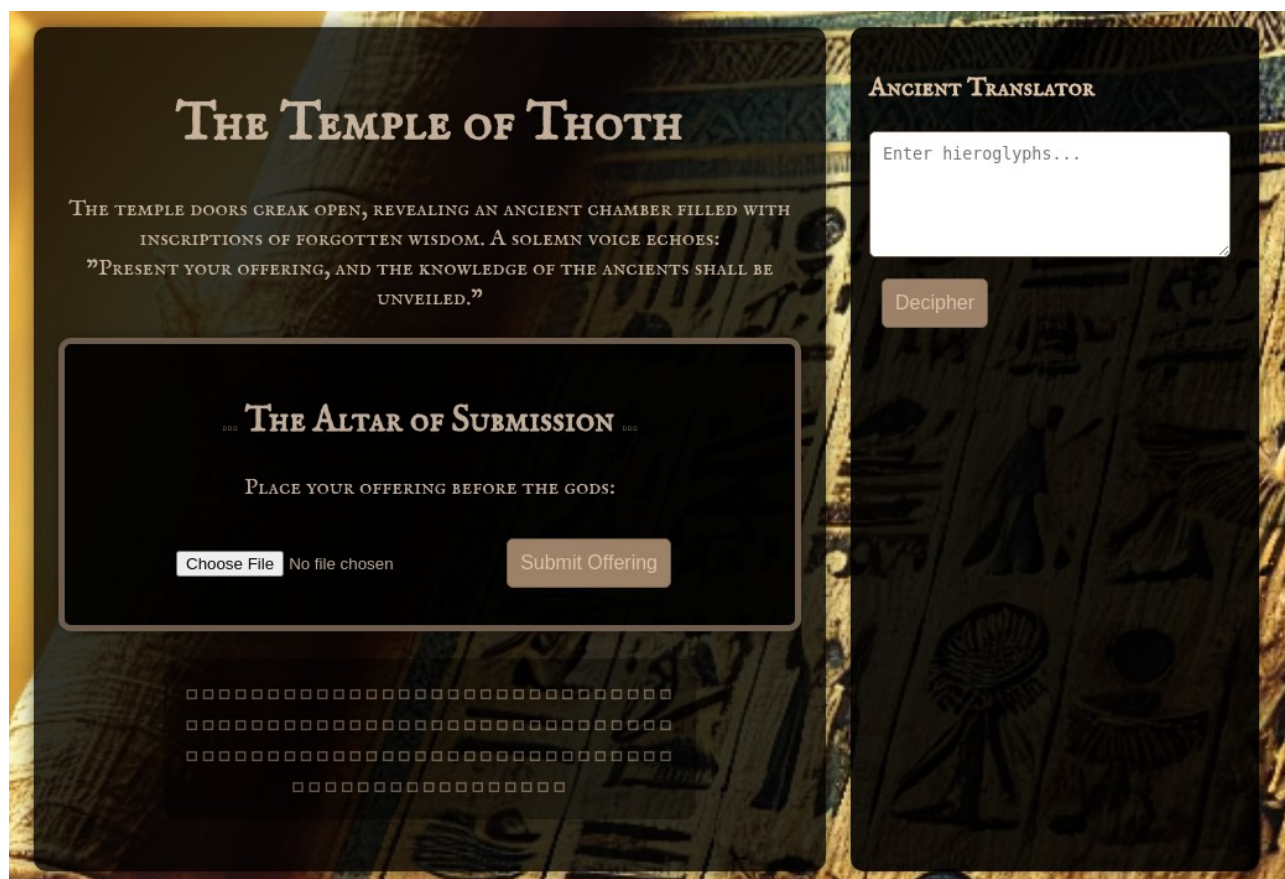 The Temple of Thoth
The temple doors creak open, revealing an ancient chamber filled with
inscriptions of forgotten wisdom. A solemn voice echoes:
"Present your offering, and the knowledge of the ancients shall be
unveiled."
The Altar of Submission
Place your offering before the gods:
Choose File No file chosen
Submit Offering
Ancient Translator
Enter hieroglyphs...
Decipher